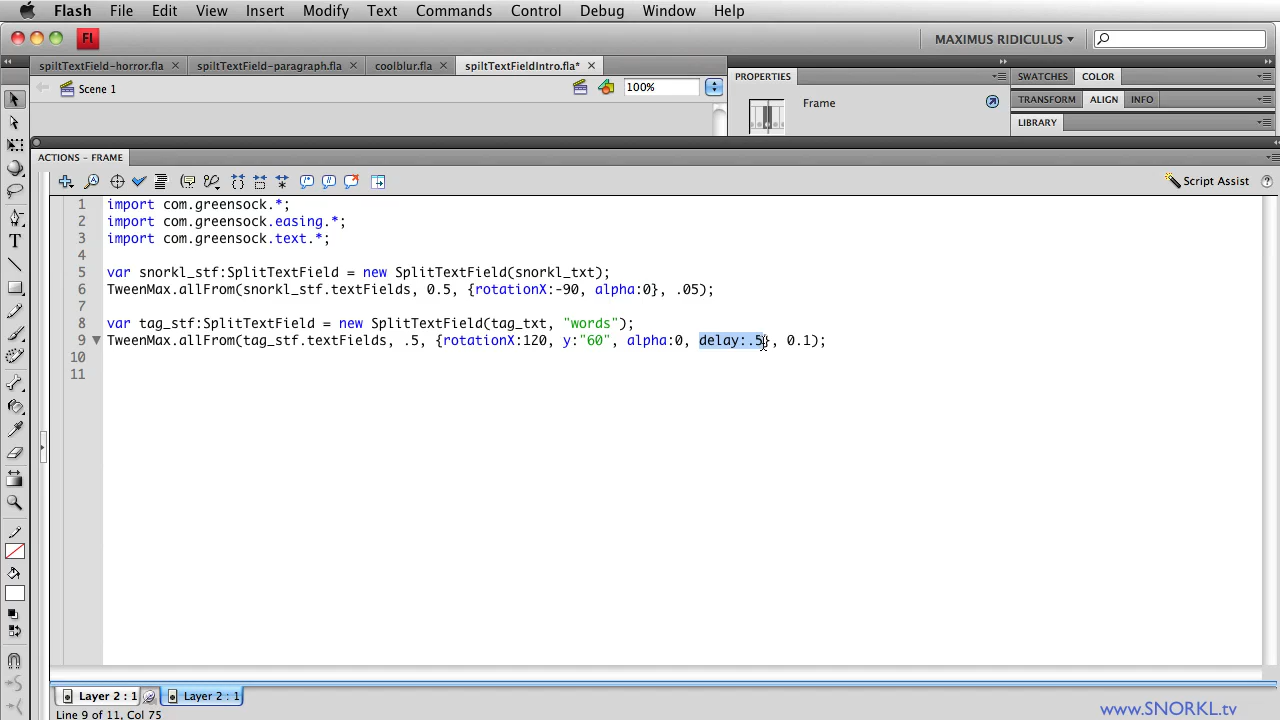 Flash File Edit View Insert Modify Text Commands Control Debug Window Help
Fl MAXIMUS RIDICULUS
spiltTextField-horror.fla spiltTextField-paragraph.fla coolblur.fla spiltTextFieldIntro.fla* PROPERTIES SWATCHES COLOR
Scene 1 100% Frame TRANSFORM ALIGN INFO
LIBRARY
ACTIONS - FRAME
Script Assist
1 import com.greensock.*;
2 import com.greensock.easing.*;
3 import com.greensock.text.*;
4
5 var snorkl_stf:SplitTextField = new SplitTextField(snorkl_txt);
6 TweenMax.allFrom(snorkl_stf.textFields, 0.5, {rotationX:-90, alpha:0}, .05);
7
8 var tag_stf:SplitTextField = new SplitTextField(tag_txt, "words");
9 TweenMax.allFrom(tag_stf.textFields, .5, {rotationX:120, y:"60", alpha:0, delay:.5}, 0.1);
10
11
Layer 2 : 1 Layer 2 : 1
Line 9 of 11, Col 75
www.SNORKL.tv